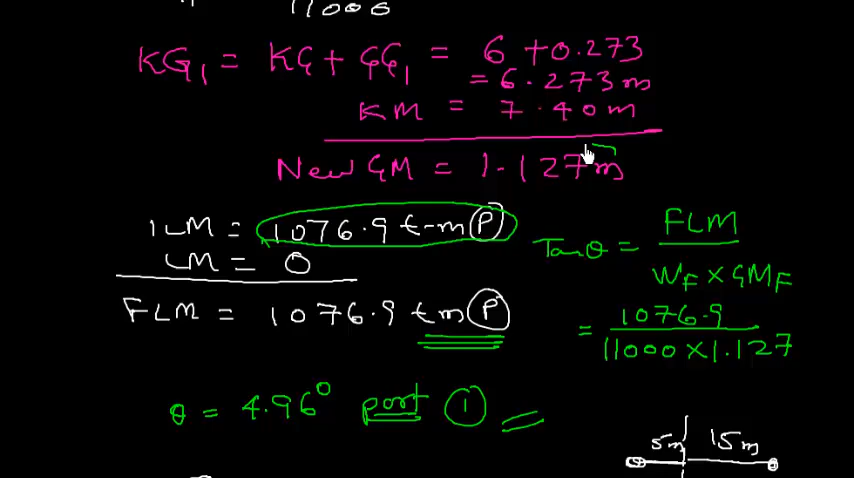 11000
KG₁ = KG + GG₁ = 6 + 0.273
= 6.273 m
KM = 7.40 m
New GM = 1.127 m
ILM = 1076.9 t-m (P)
LM = 0
FLM = 1076.9 tm (P)
Tanθ = FLM / WF × GMF
= 1076.9 / 11000 × 1.127
θ = 4.96° port ①
5m 15m